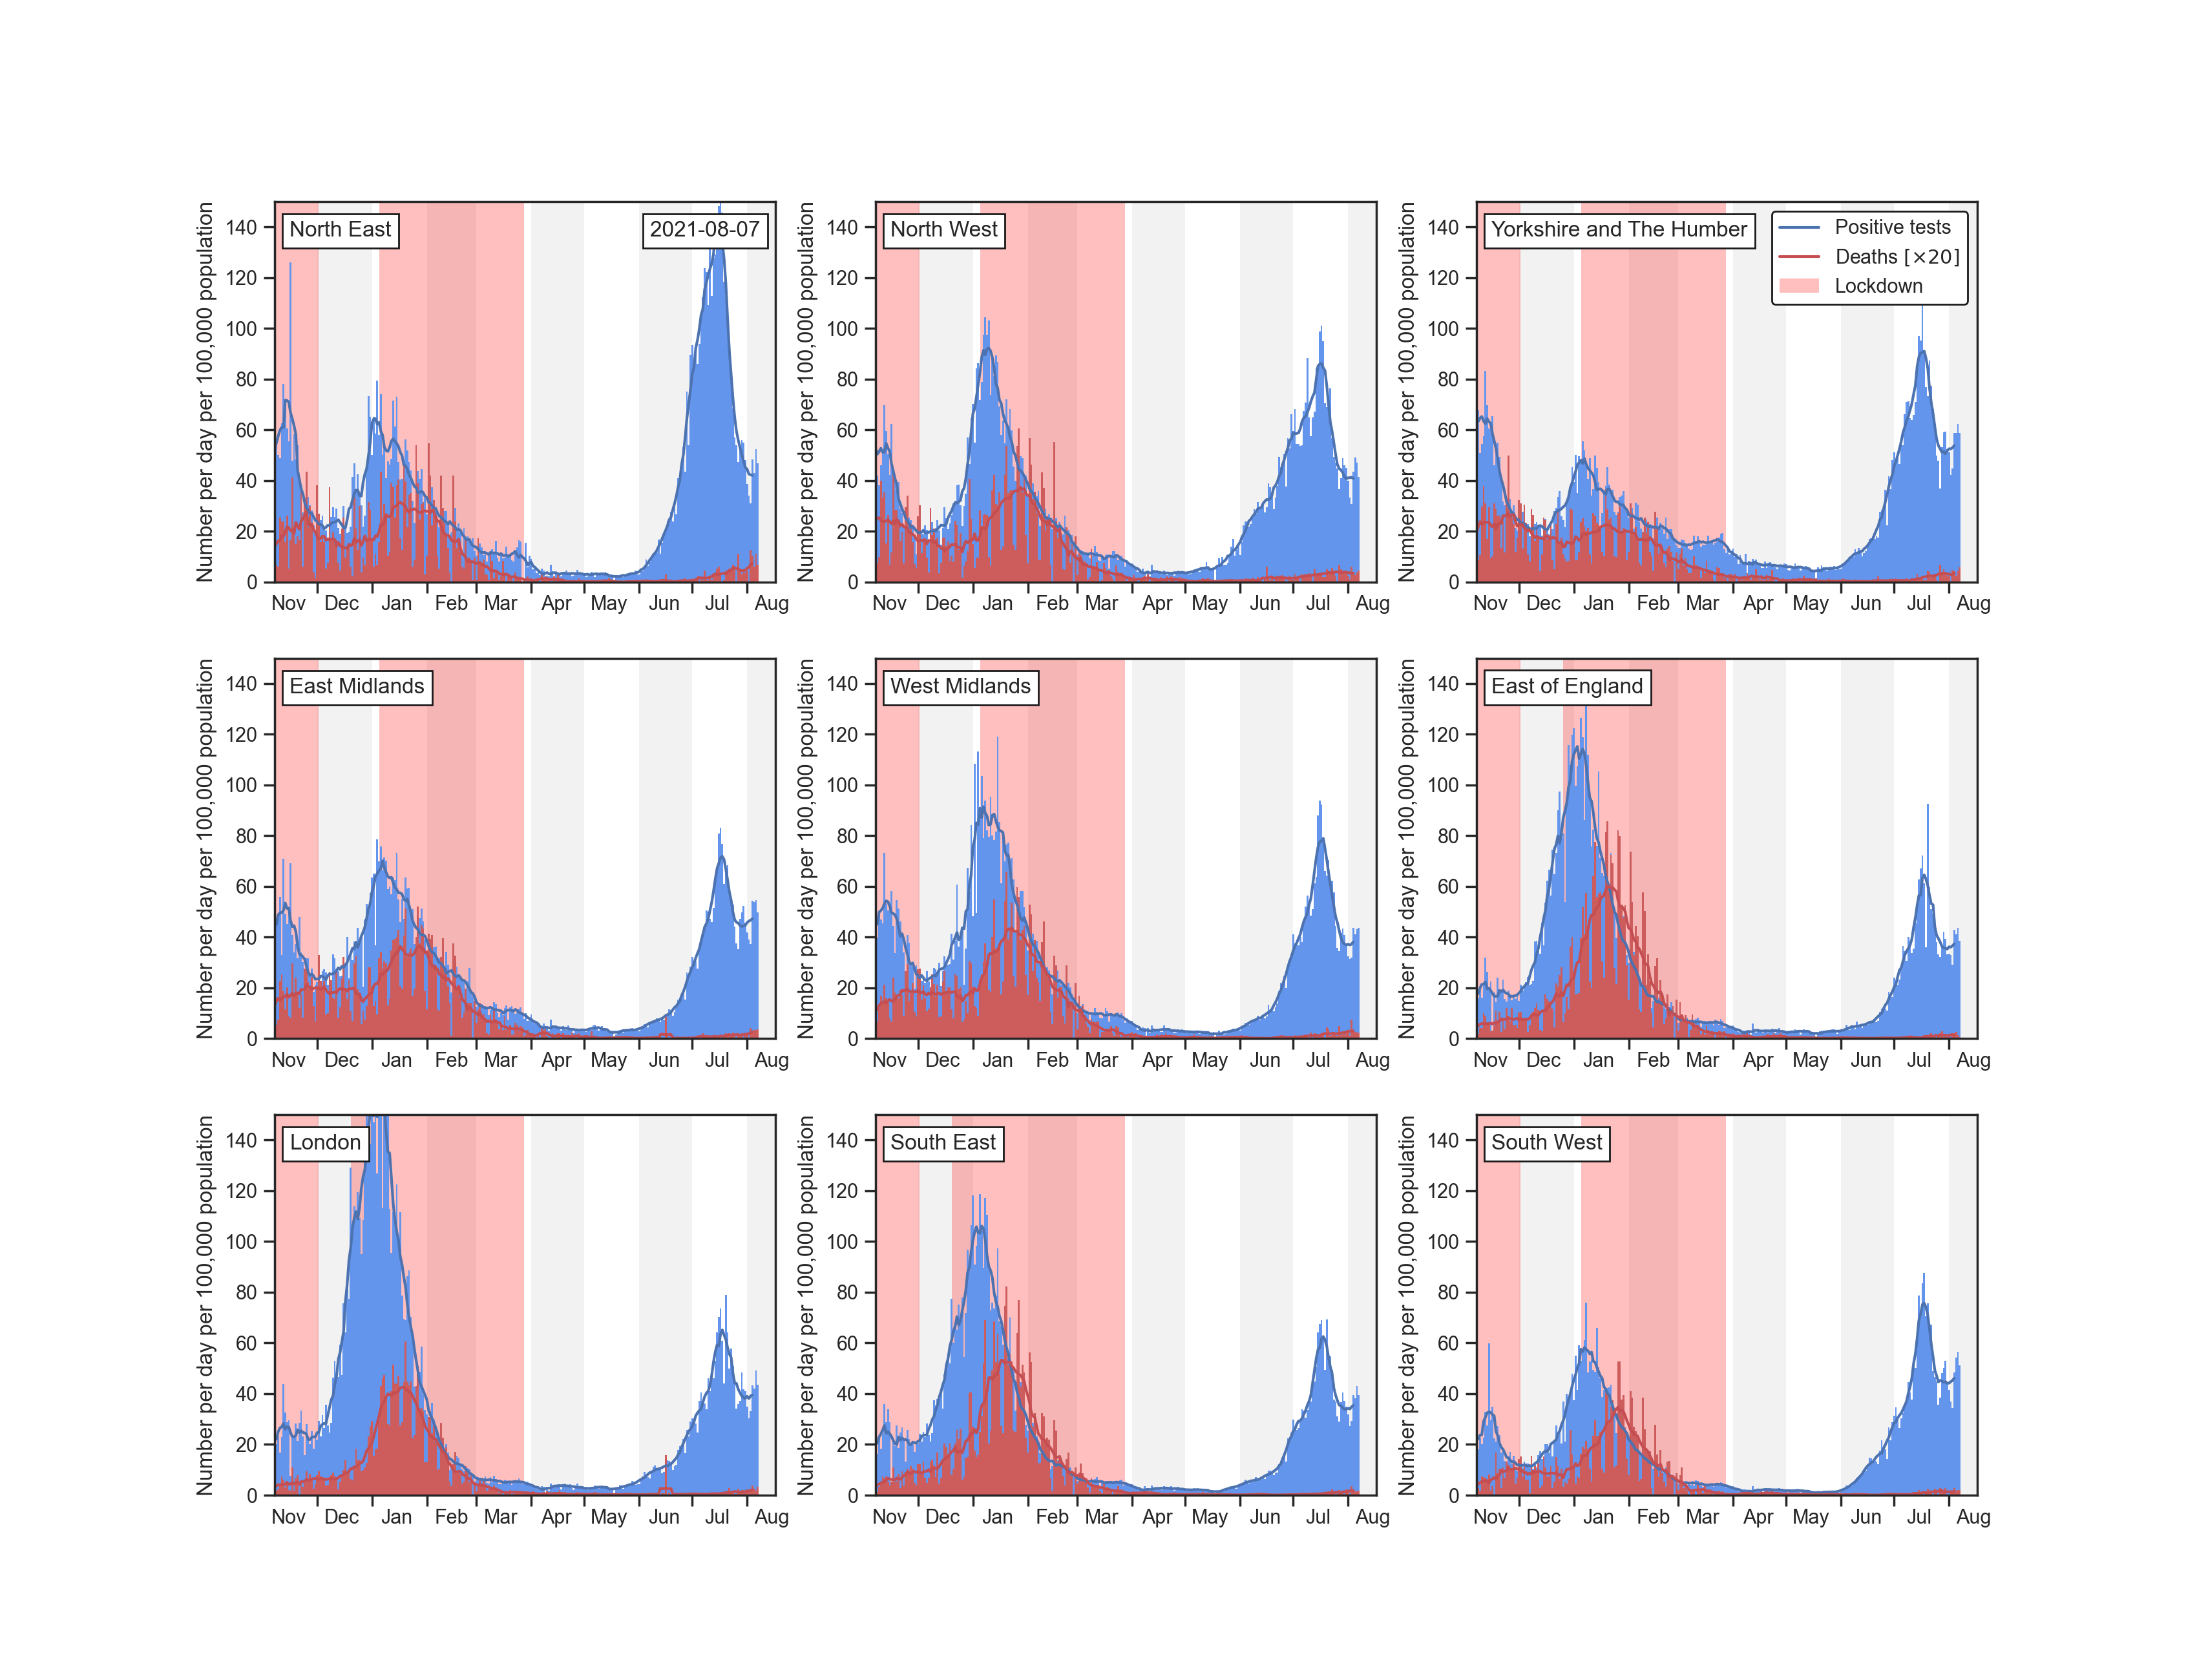 Number per day per 100,000 population
140
120
100
80
60
40
20
0
North East
2021-08-07
Nov Dec Jan Feb Mar Apr May Jun Jul Aug
Number per day per 100,000 population
140
120
100
80
60
40
20
0
North West
Nov Dec Jan Feb Mar Apr May Jun Jul Aug
Number per day per 100,000 population
140
120
100
80
60
40
20
0
Yorkshire and The Humber
Positive tests
Deaths [×20]
Lockdown
Nov Dec Jan Feb Mar Apr May Jun Jul Aug
Number per day per 100,000 population
140
120
100
80
60
40
20
0
East Midlands
Nov Dec Jan Feb Mar Apr May Jun Jul Aug
Number per day per 100,000 population
140
120
100
80
60
40
20
0
West Midlands
Nov Dec Jan Feb Mar Apr May Jun Jul Aug
Number per day per 100,000 population
140
120
100
80
60
40
20
0
East of England
Nov Dec Jan Feb Mar Apr May Jun Jul Aug
Number per day per 100,000 population
140
120
100
80
60
40
20
0
London
Nov Dec Jan Feb Mar Apr May Jun Jul Aug
Number per day per 100,000 population
140
120
100
80
60
40
20
0
South East
Nov Dec Jan Feb Mar Apr May Jun Jul Aug
Number per day per 100,000 population
140
120
100
80
60
40
20
0
South West
Nov Dec Jan Feb Mar Apr May Jun Jul Aug